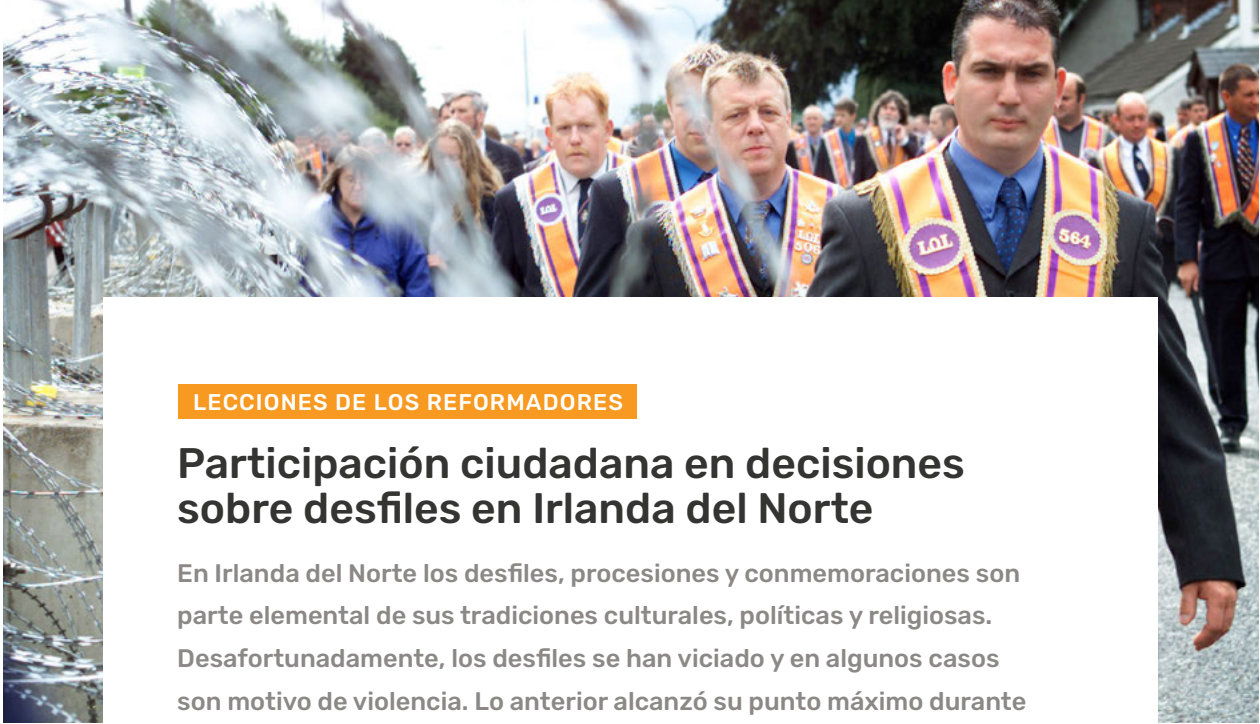 LOL
LOL
506
LOL
564
LECCIONES DE LOS REFORMADORES
Participación ciudadana en decisiones
sobre desfiles en Irlanda del Norte
En Irlanda del Norte los desfiles, procesiones y conmemoraciones son
parte elemental de sus tradiciones culturales, políticas y religiosas.
Desafortunadamente, los desfiles se han viciado y en algunos casos
son motivo de violencia. Lo anterior alcanzó su punto máximo durante